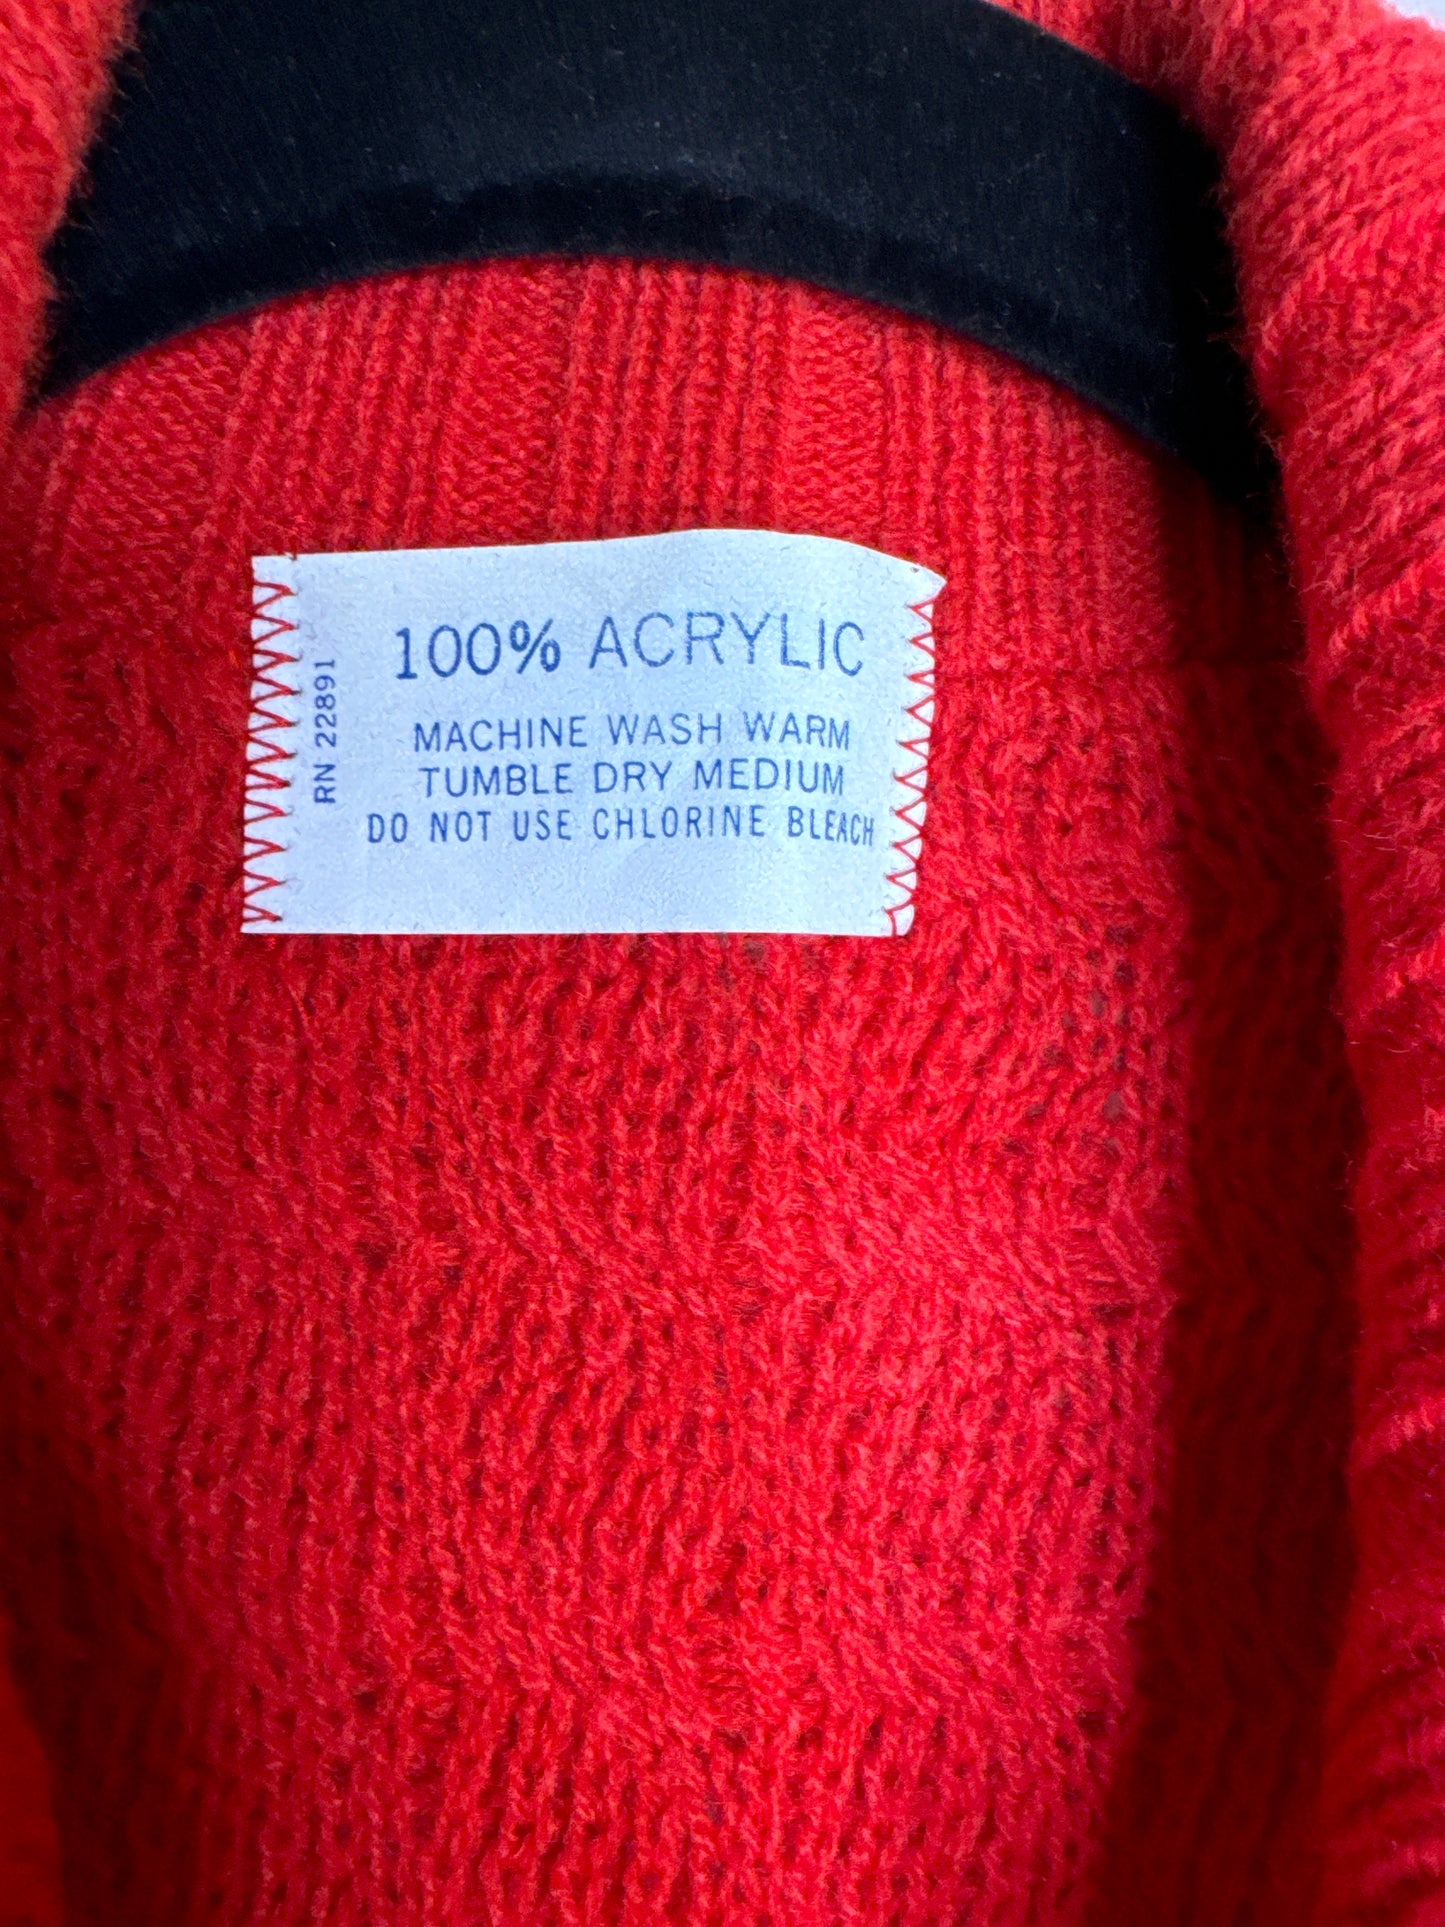 100% ACRYLIC
MACHINE WASH WARM
TUMBLE DRY MEDIUM
DO NOT USE CHLORINE BLEACH
RN 22891